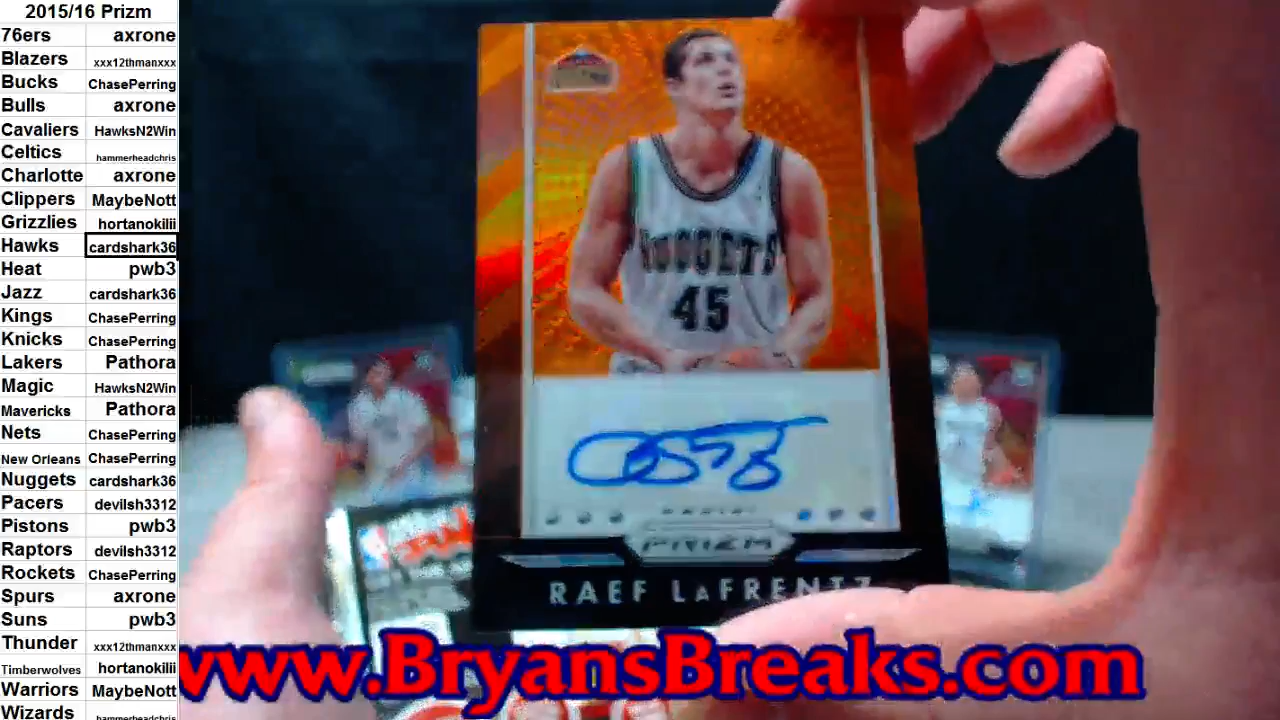 2015/16 Prizm
76ers axrone
Blazers xxx12thmanxxx
Bucks ChasePerring
Bulls axrone
Cavaliers HawksN2Win
Celtics hammerheadchris
Charlotte axrone
Clippers MaybeNott
Grizzlies hortanokilii
Hawks cardshark36
Heat pwb3
Jazz cardshark36
Kings ChasePerring
Knicks ChasePerring
Lakers Pathora
Magic HawksN2Win
Mavericks Pathora
Nets ChasePerring
New Orleans ChasePerring
Nuggets cardshark36
Pacers devilsh3312
Pistons pwb3
Raptors devilsh3312
Rockets ChasePerring
Spurs axrone
Suns pwb3
Thunder xxx12thmanxxx
Timberwolves hortanokilii
Warriors MaybeNott
Wizards hammerheadchris
NUGGETS
45
PRIZM
RAEF LAFRENTZ
www.BryansBreaks.com